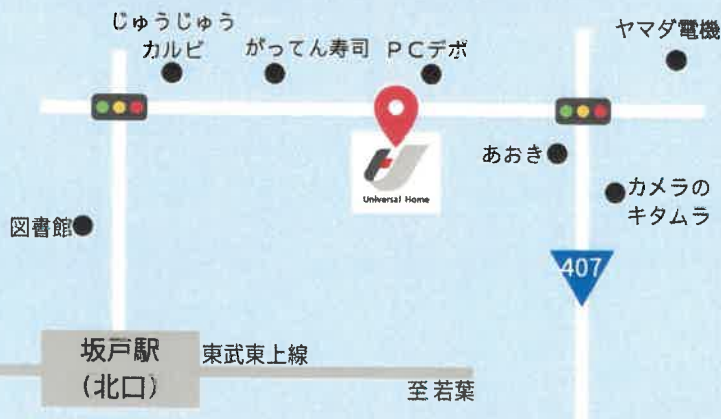 じゅうじゅう
カルビ
がってん寿司
PCデポ
ヤマダ電機
あおき
Universal Home
カメラの
キタムラ
図書館
407
坂戸駅
(北口)
東武東上線
至 若葉